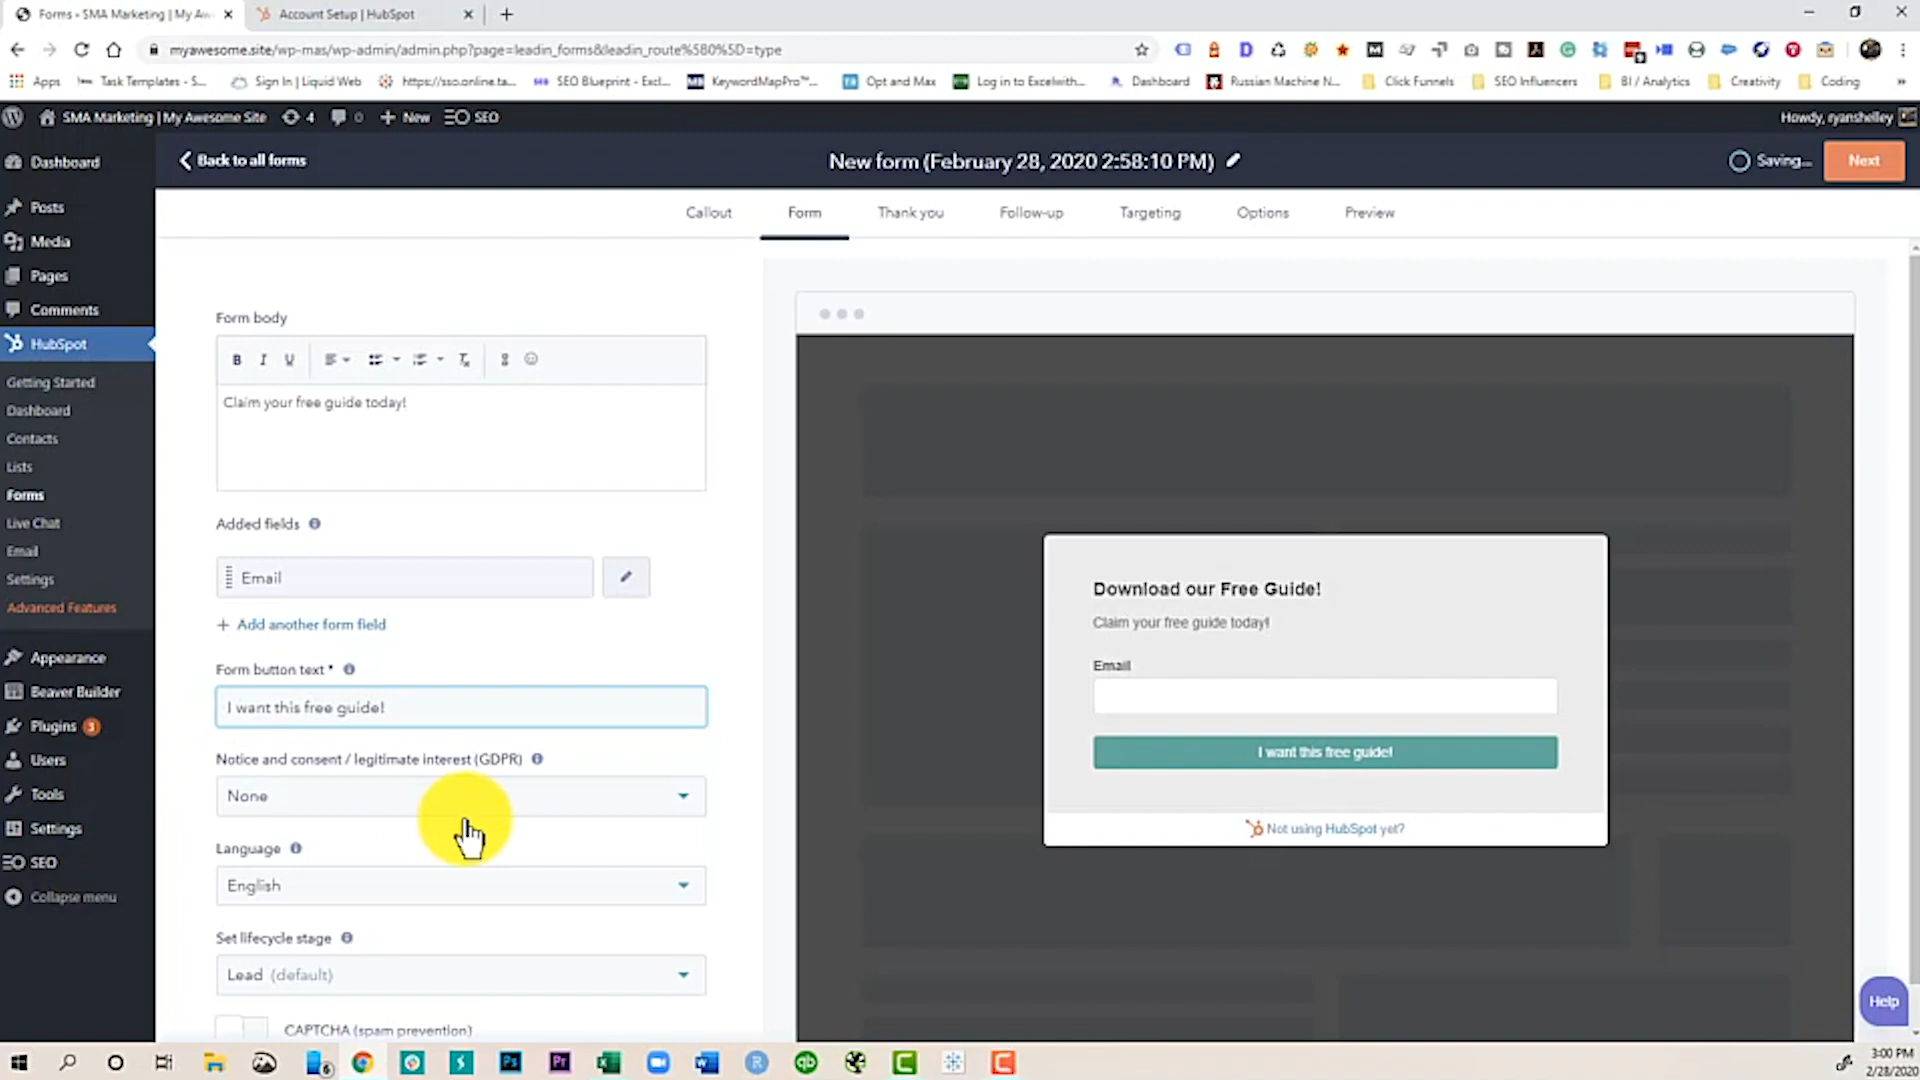 Forms ‹ SMA Marketing | My Aw
Account Setup | HubSpot
myawesome.site/wp-mas/wp-admin/admin.php?page=leadin_forms&leadin_route%5B0%5D=type
Apps
Task Templates - S...
Sign In | Liquid Web
https://sso.online.ta...
SEO Blueprint - Excl...
KeywordMapPro™...
Opt and Max
Log in to Excelwith...
Dashboard
Russian Machine N...
Click Funnels
SEO Influencers
BI / Analytics
Creativity
Coding
»
SMA Marketing | My Awesome Site
4
0
New
SEO
Howdy, ryanshelley
Dashboard
Posts
Media
Pages
Comments
HubSpot
Getting Started
Dashboard
Contacts
Lists
Forms
Live Chat
Email
Settings
Advanced Features
Appearance
Beaver Builder
Plugins 3
Users
Tools
Settings
SEO
Collapse menu
Back to all forms
New form (February 28, 2020 2:58:10 PM)
Saving...
Next
Callout
Form
Thank you
Follow-up
Targeting
Options
Preview
Form body
B I U
Claim your free guide today!
Added fields
Email
+ Add another form field
Form button text *
I want this free guide!
Notice and consent / legitimate interest (GDPR)
None
Language
English
Set lifecycle stage
Lead (default)
CAPTCHA (spam prevention)
Download our Free Guide!
Claim your free guide today!
Email
I want this free guide!
Not using HubSpot yet?
Help
3:00 PM
2/28/2020